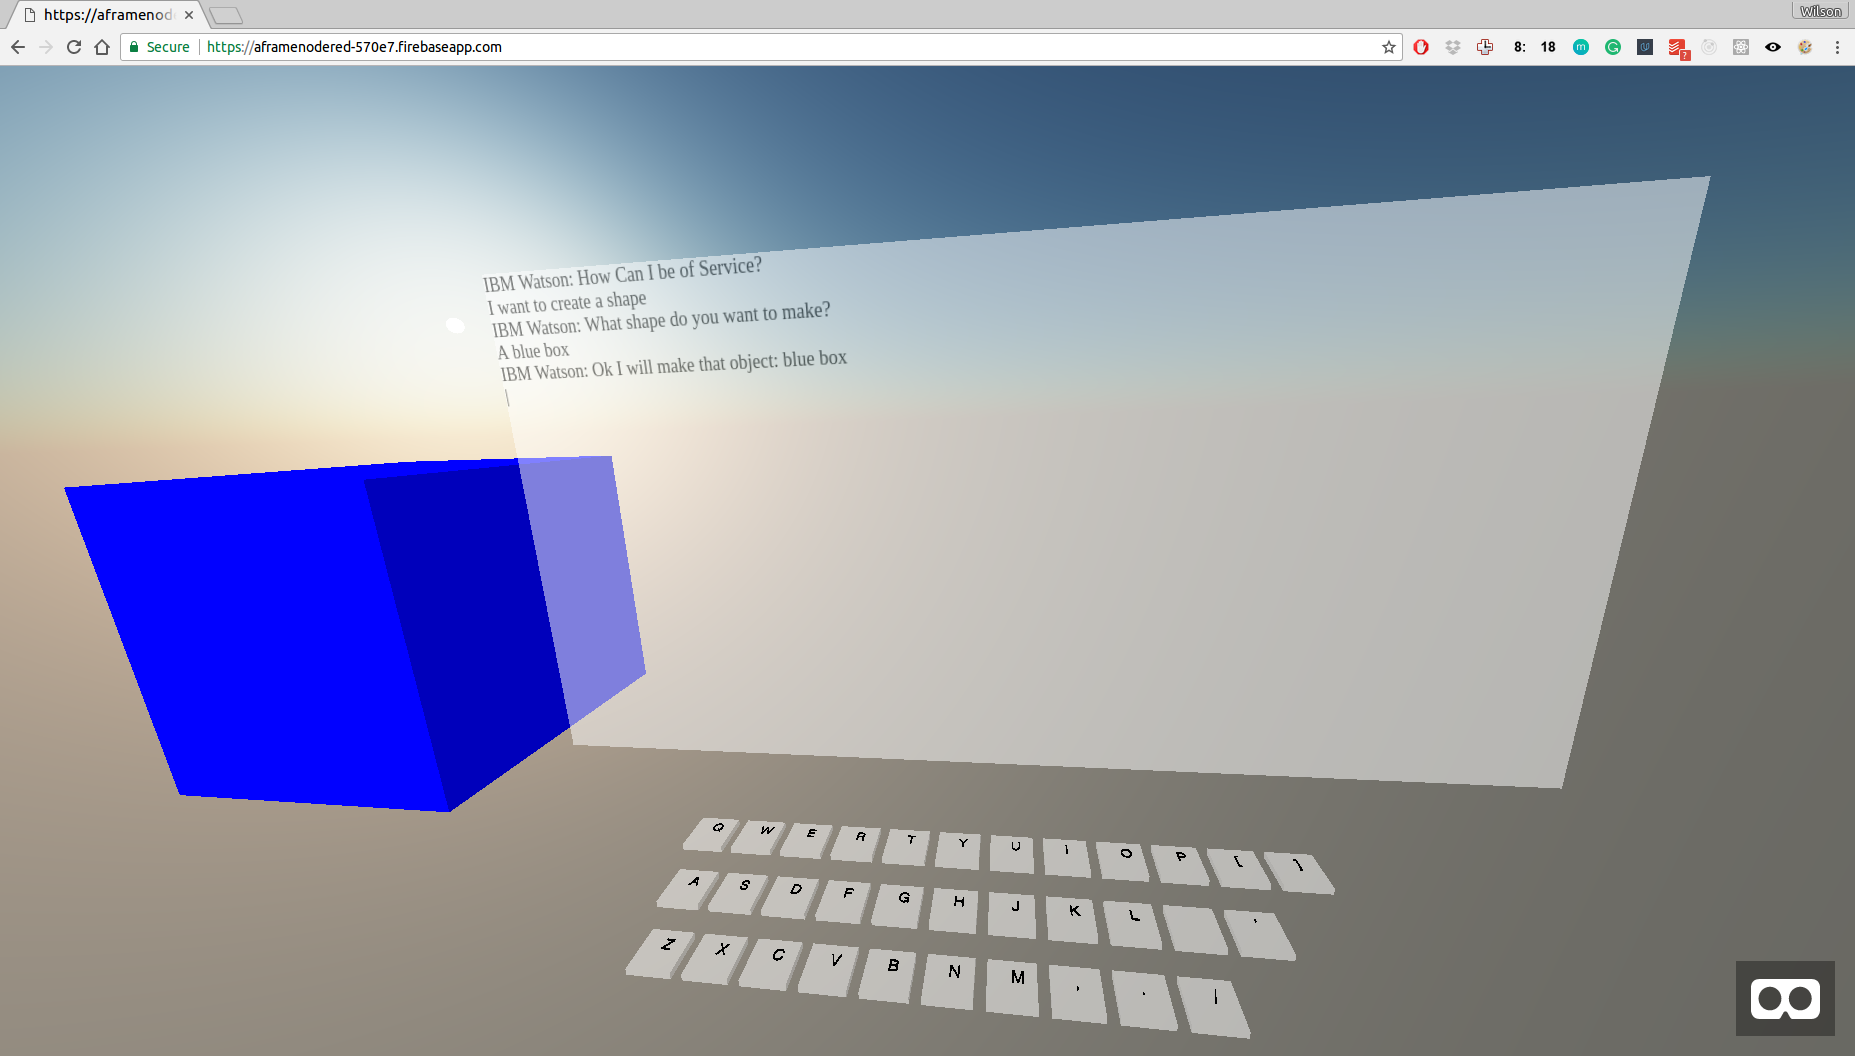 https://aframenod
Wilson
Secure https://aframenodered-570e7.firebaseapp.com 8: 18
IBM Watson: How Can I be of Service?
I want to create a shape
IBM Watson: What shape do you want to make?
A blue box
IBM Watson: Ok I will make that object: blue box
|
Q W E R T Y U I O P [ ]
A S D F G H J K L '
Z X C V B N M , . |